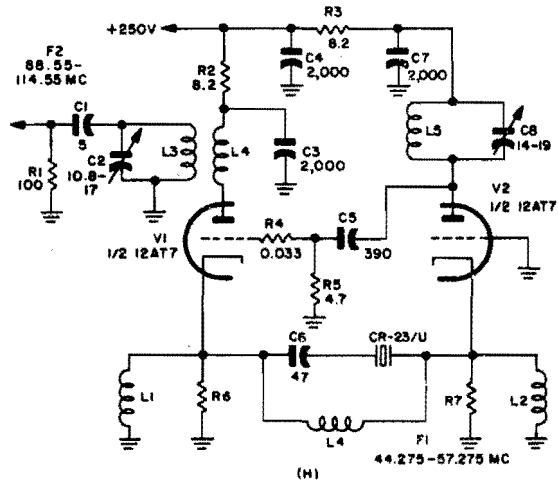 +250V
R3
8.2
F2
88.55-
114.55 MC
R2
8.2
C4
2,000
C7
2,000
C1
5
C2
10.8-
17
L3
L4
C3
2,000
L5
C8
14-19
R1
100
V1
1/2 12AT7
R4
0.033
C5
390
V2
1/2 12AT7
R5
4.7
C6
47
CR-23/U
L1
R6
L4
R7
L2
F1
44.275-57.275 MC
(H)